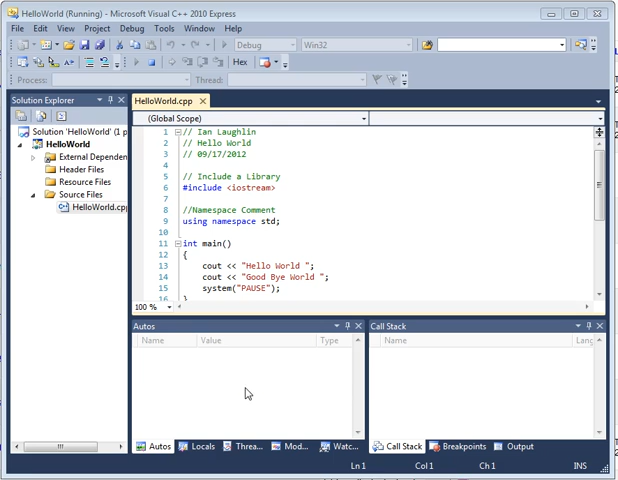 HelloWorld (Running) - Microsoft Visual C++ 2010 Express
File Edit View Project Debug Tools Window Help
Debug Win32
Hex
Process: Thread:
Solution Explorer
HelloWorld.cpp
(Global Scope)
Solution 'HelloWorld' (1 p
HelloWorld
External Dependen
Header Files
Resource Files
Source Files
HelloWorld.cpp
1 // Ian Laughlin
2 // Hello World
3 // 09/17/2012
4
5 // Include a Library
6 #include <iostream>
7
8 //Namespace Comment
9 using namespace std;
10
11 int main()
12 {
13 cout << "Hello World ";
14 cout << "Good Bye World ";
15 system("PAUSE");
16 }
100 %
Autos
Name Value Type
Call Stack
Name Lang
Autos Locals Threa... Mod... Watc...
Call Stack Breakpoints Output
Ln 1 Col 1 Ch 1 INS